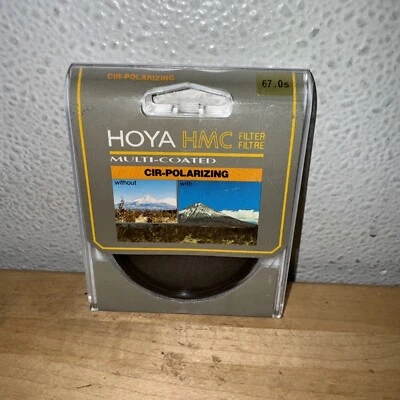 CIR-POLARIZING
67.0s
HOYA HMC FILTER
FILTRE
MULTI-COATED
CIR-POLARIZING
without with